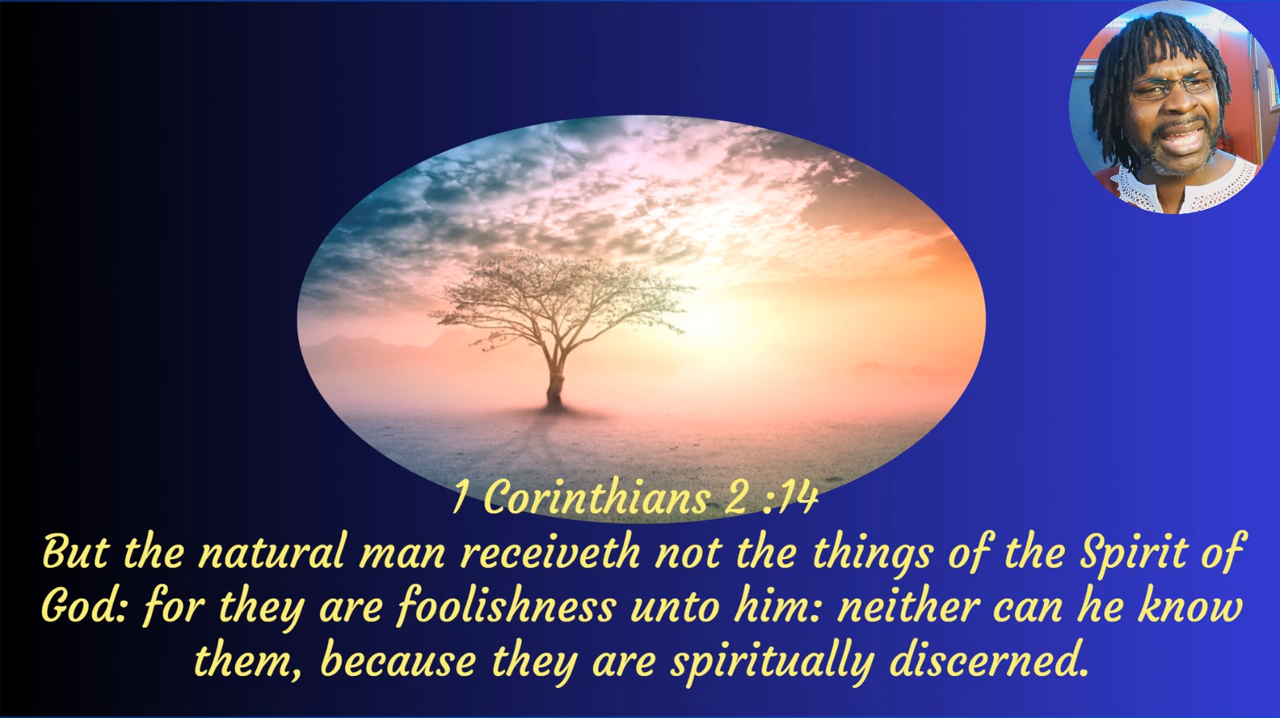 1 Corinthians 2 :14
But the natural man receiveth not the things of the Spirit of
God: for they are foolishness unto him: neither can he know
them, because they are spiritually discerned.